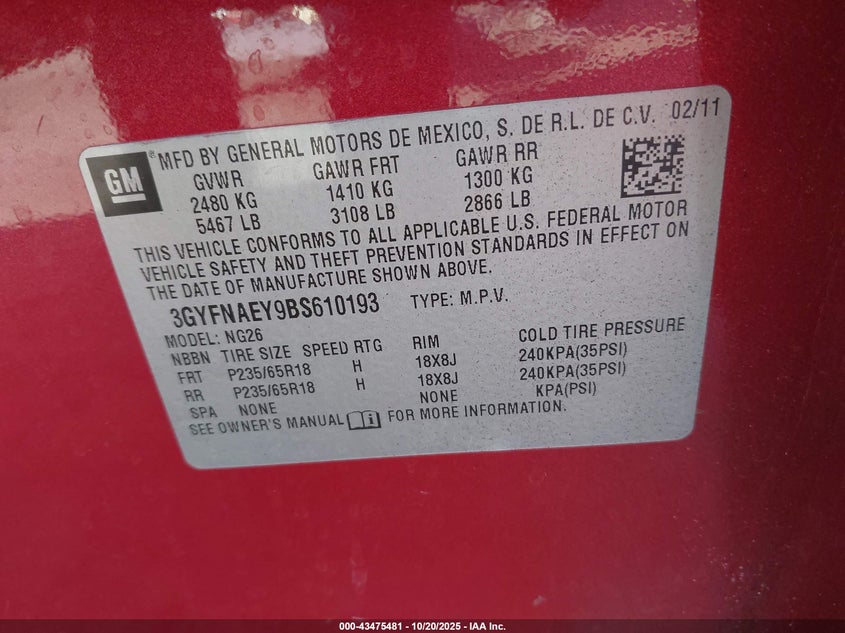 GM
® MFD BY GENERAL MOTORS DE MEXICO, S. DE R.L. DE C.V. 02/11
GVWR GAWR FRT GAWR RR
2480 KG 1410 KG 1300 KG
5467 LB 3108 LB 2866 LB
THIS VEHICLE CONFORMS TO ALL APPLICABLE U.S. FEDERAL MOTOR
VEHICLE SAFETY AND THEFT PREVENTION STANDARDS IN EFFECT ON
THE DATE OF MANUFACTURE SHOWN ABOVE.
3GYFNAEY9BS610193 TYPE: M.P.V.
MODEL: NG26
NBBN TIRE SIZE SPEED RTG RIM COLD TIRE PRESSURE
FRT P235/65R18 H 18X8J 240KPA(35PSI)
RR P235/65R18 H 18X8J 240KPA(35PSI)
SPA NONE NONE KPA(PSI)
SEE OWNER'S MANUAL i FOR MORE INFORMATION.
000-43475481 - 10/20/2025 - IAA Inc.